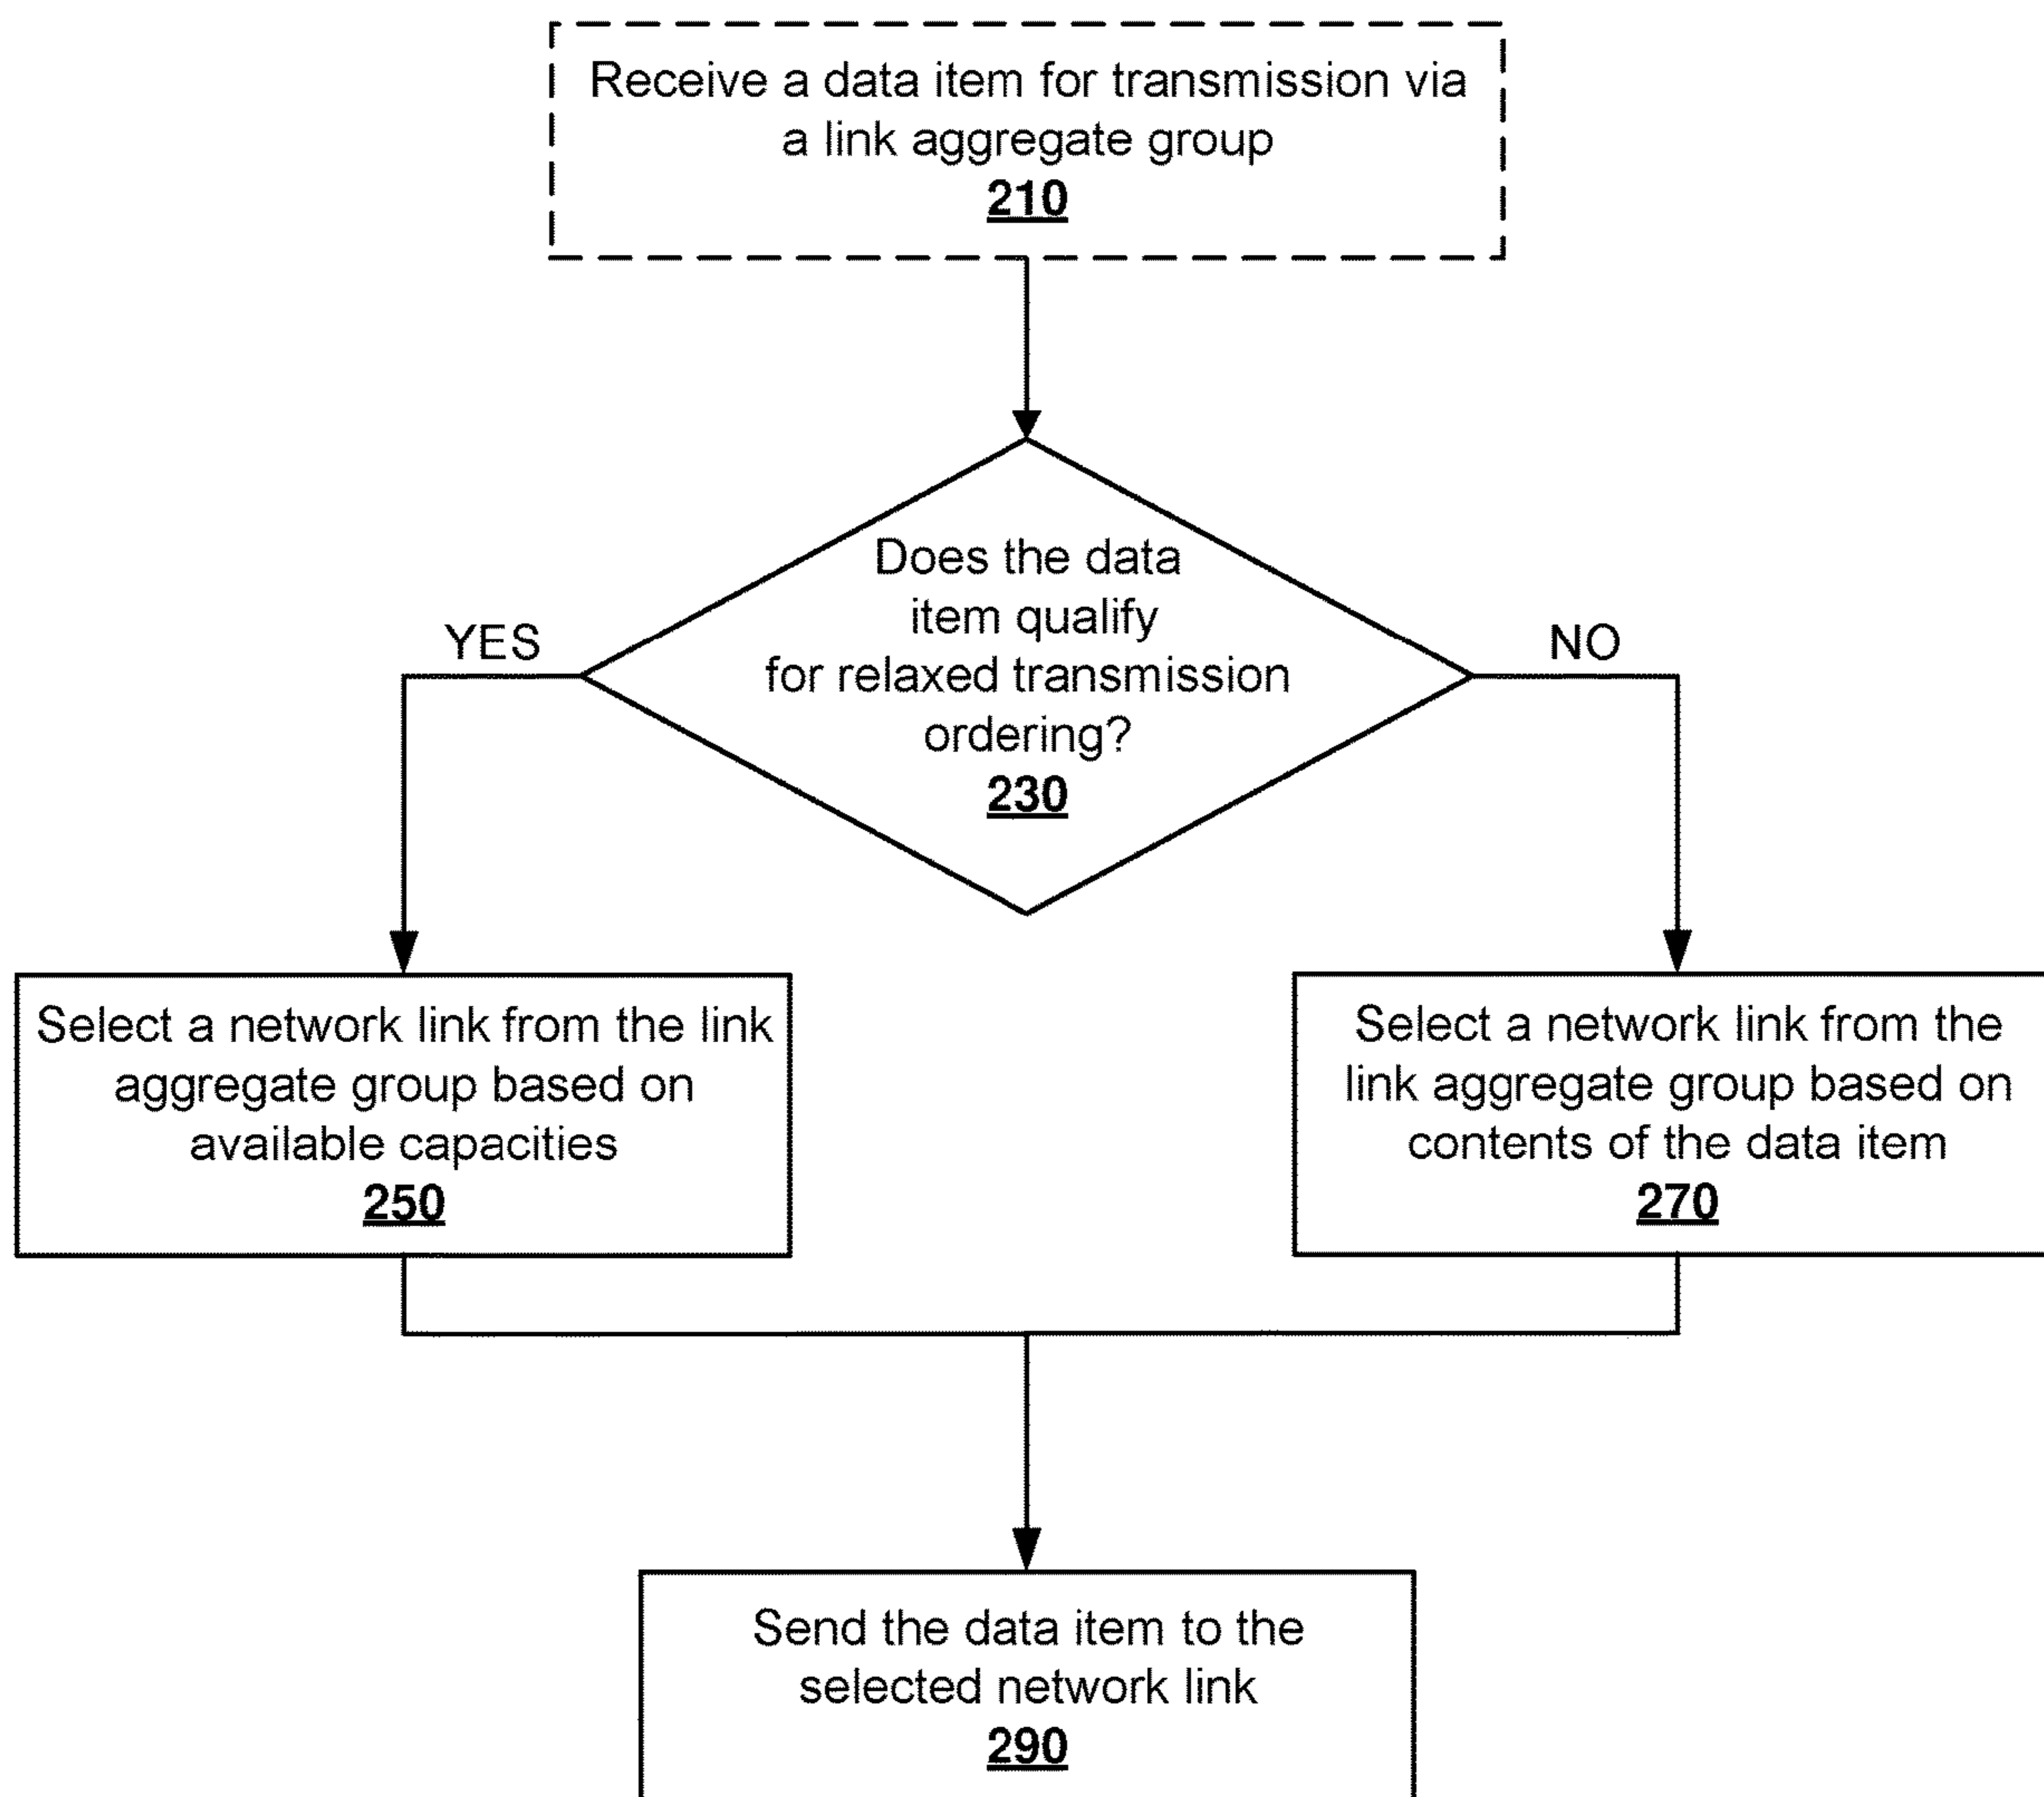 Receive a data item for transmission via
a link aggregate group
210
Does the data
item qualify
for relaxed transmission
ordering?
230
YES
NO
Select a network link from the link
aggregate group based on
available capacities
250
Select a network link from the
link aggregate group based on
contents of the data item
270
Send the data item to the
selected network link
290